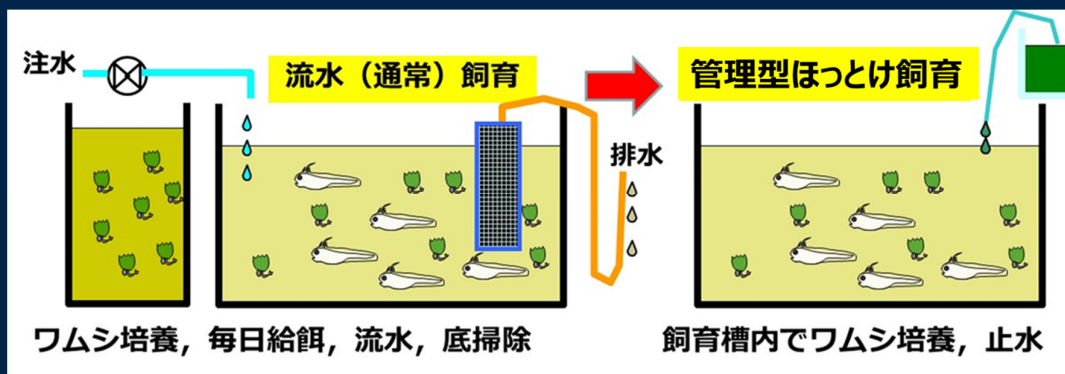 注水
流水（通常）飼育
管理型ほっとけ飼育
排水
ワムシ培養，毎日給餌，流水，底掃除
飼育槽内でワムシ培養，止水